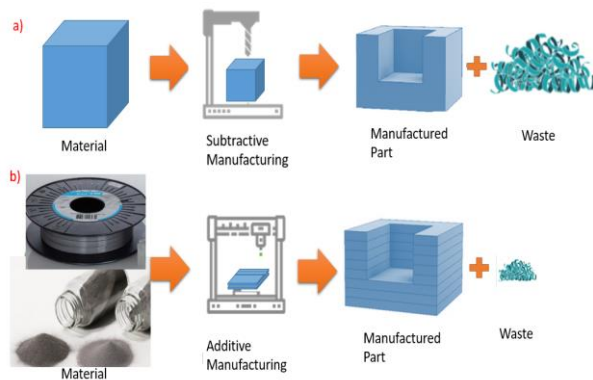 a)
Material
Subtractive
Manufacturing
Manufactured
Part
Waste
b)
Material
Additive Manufacturing
Manufactured
Part
Waste